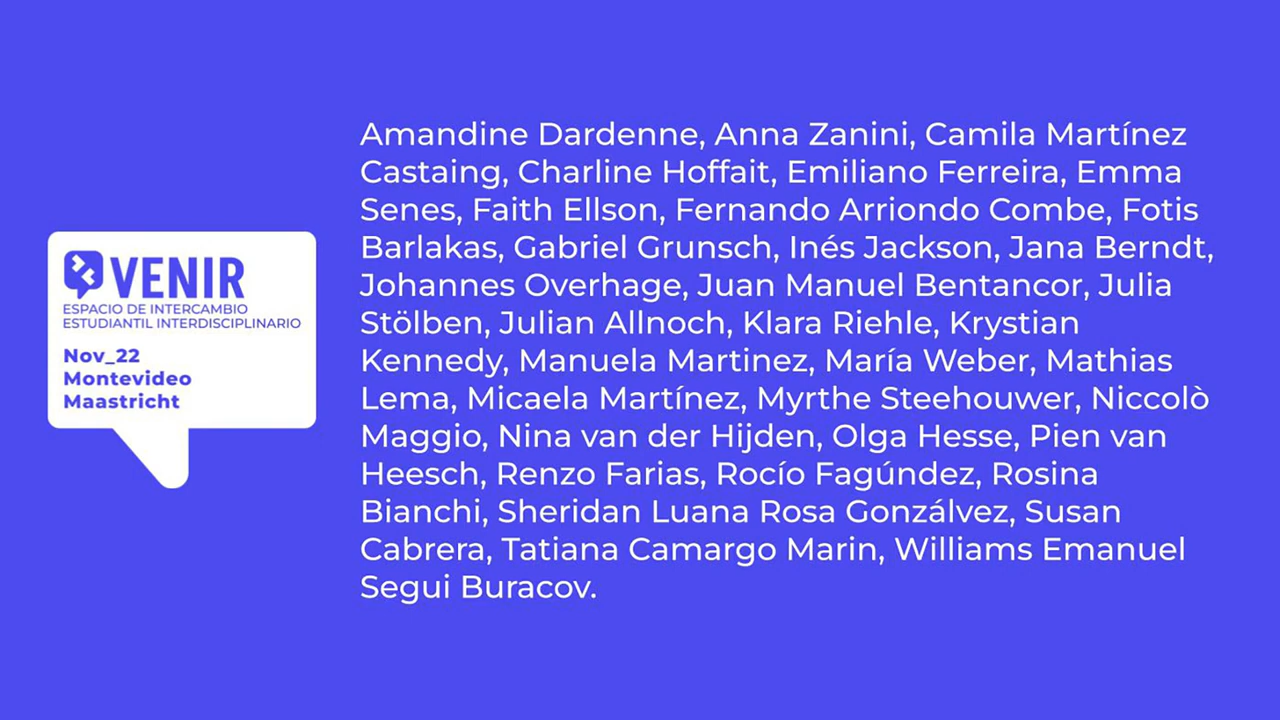 VENIR
ESPACIO DE INTERCAMBIO
ESTUDIANTIL INTERDISCIPLINARIO
Nov_22
Montevideo
Maastricht
Amandine Dardenne, Anna Zanini, Camila Martínez
Castaing, Charline Hoffait, Emiliano Ferreira, Emma
Senes, Faith Ellson, Fernando Arriondo Combe, Fotis
Barlakas, Gabriel Grunsch, Inés Jackson, Jana Berndt,
Johannes Overhage, Juan Manuel Bentancor, Julia
Stölben, Julian Allnoch, Klara Riehle, Krystian
Kennedy, Manuela Martinez, María Weber, Mathias
Lema, Micaela Martínez, Myrthe Steehouwer, Niccolò
Maggio, Nina van der Hijden, Olga Hesse, Pien van
Heesch, Renzo Farias, Rocío Fagúndez, Rosina
Bianchi, Sheridan Luana Rosa Gonzálvez, Susan
Cabrera, Tatiana Camargo Marin, Williams Emanuel
Segui Buracov.